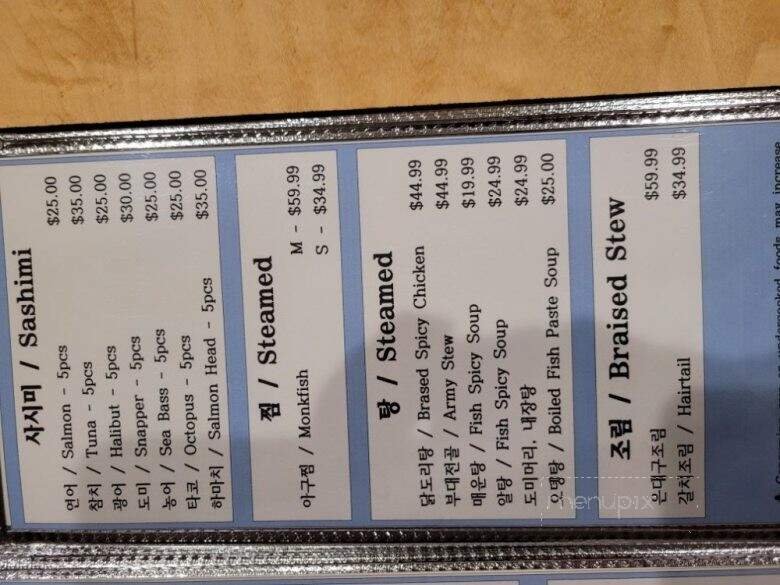 사시미 / Sashimi
연어 / Salmon - 5pcs $25.00
참치 / Tuna - 5pcs $35.00
광어 / Halibut - 5pcs $25.00
도미 / Snapper - 5pcs $30.00
농어 / Sea Bass - 5pcs $25.00
타코 / Octopus - 5pcs $25.00
하마치 / Salmon Head - 5pcs $35.00
찜 / Steamed
아구찜 / Monkfish M - $59.99
S - $34.99
탕 / Steamed
닭도리탕 / Brased Spicy Chicken $44.99
부대전골 / Army Stew $44.99
매운탕 / Fish Spicy Soup $19.99
알탕 / Fish Spicy Soup $24.99
도미머리, 내장탕 $24.99
오뎅탕 / Boiled Fish Paste Soup $25.00
조림 / Braised Stew
은대구조림 $59.99
갈치조림 / Hairtail $34.99
foods may increase
menupix